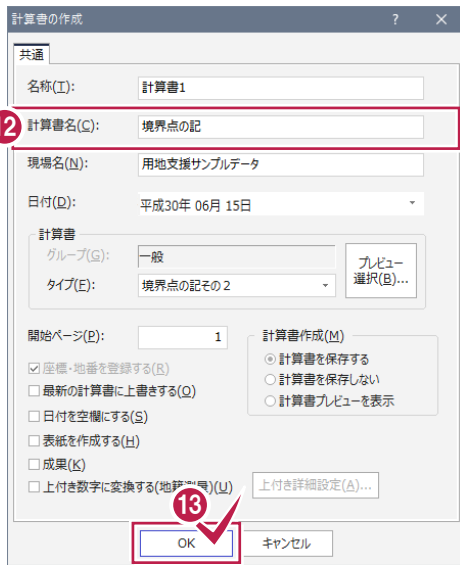 計算書の作成 ? ×
共通
名称(T): 計算書1
12 計算書名(C): 境界点の記
現場名(N): 用地支援サンプルデータ
日付(D): 平成30年 06月 15日
計算書
グループ(G): 一般
プレビュー
選択(B)...
タイプ(F): 境界点の記その2
開始ページ(P): 1
計算書作成(M)
座標・地番を登録する(R)
計算書を保存する
最新の計算書に上書きする(O)
計算書を保存しない
日付を空欄にする(S)
計算書プレビューを表示
表紙を作成する(H)
成果(K)
上付き数字に変換する(地籍測量)(U) 上付き詳細設定(A)...
13
OK キャンセル